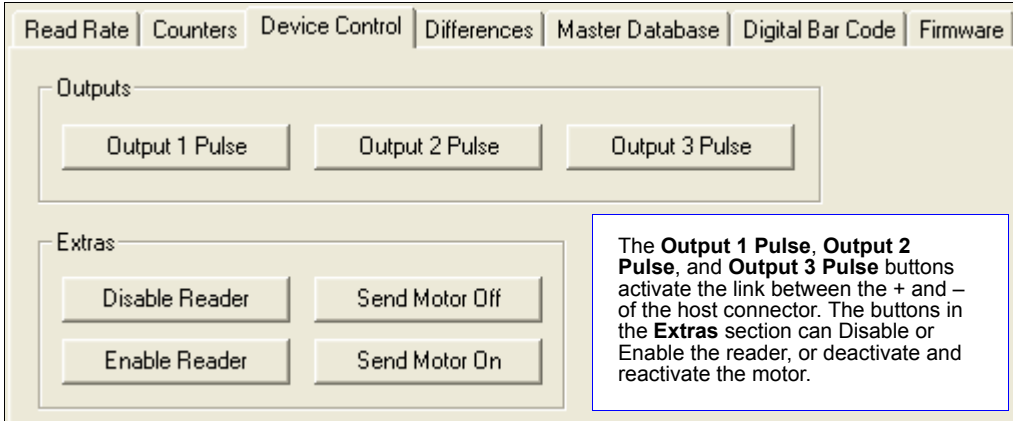 Read Rate Counters Device Control Differences Master Database Digital Bar Code Firmware
Outputs
Output 1 Pulse Output 2 Pulse Output 3 Pulse
Extras
Disable Reader Send Motor Off
Enable Reader Send Motor On
The Output 1 Pulse, Output 2
Pulse, and Output 3 Pulse buttons
activate the link between the + and –
of the host connector. The buttons in
the Extras section can Disable or
Enable the reader, or deactivate and
reactivate the motor.